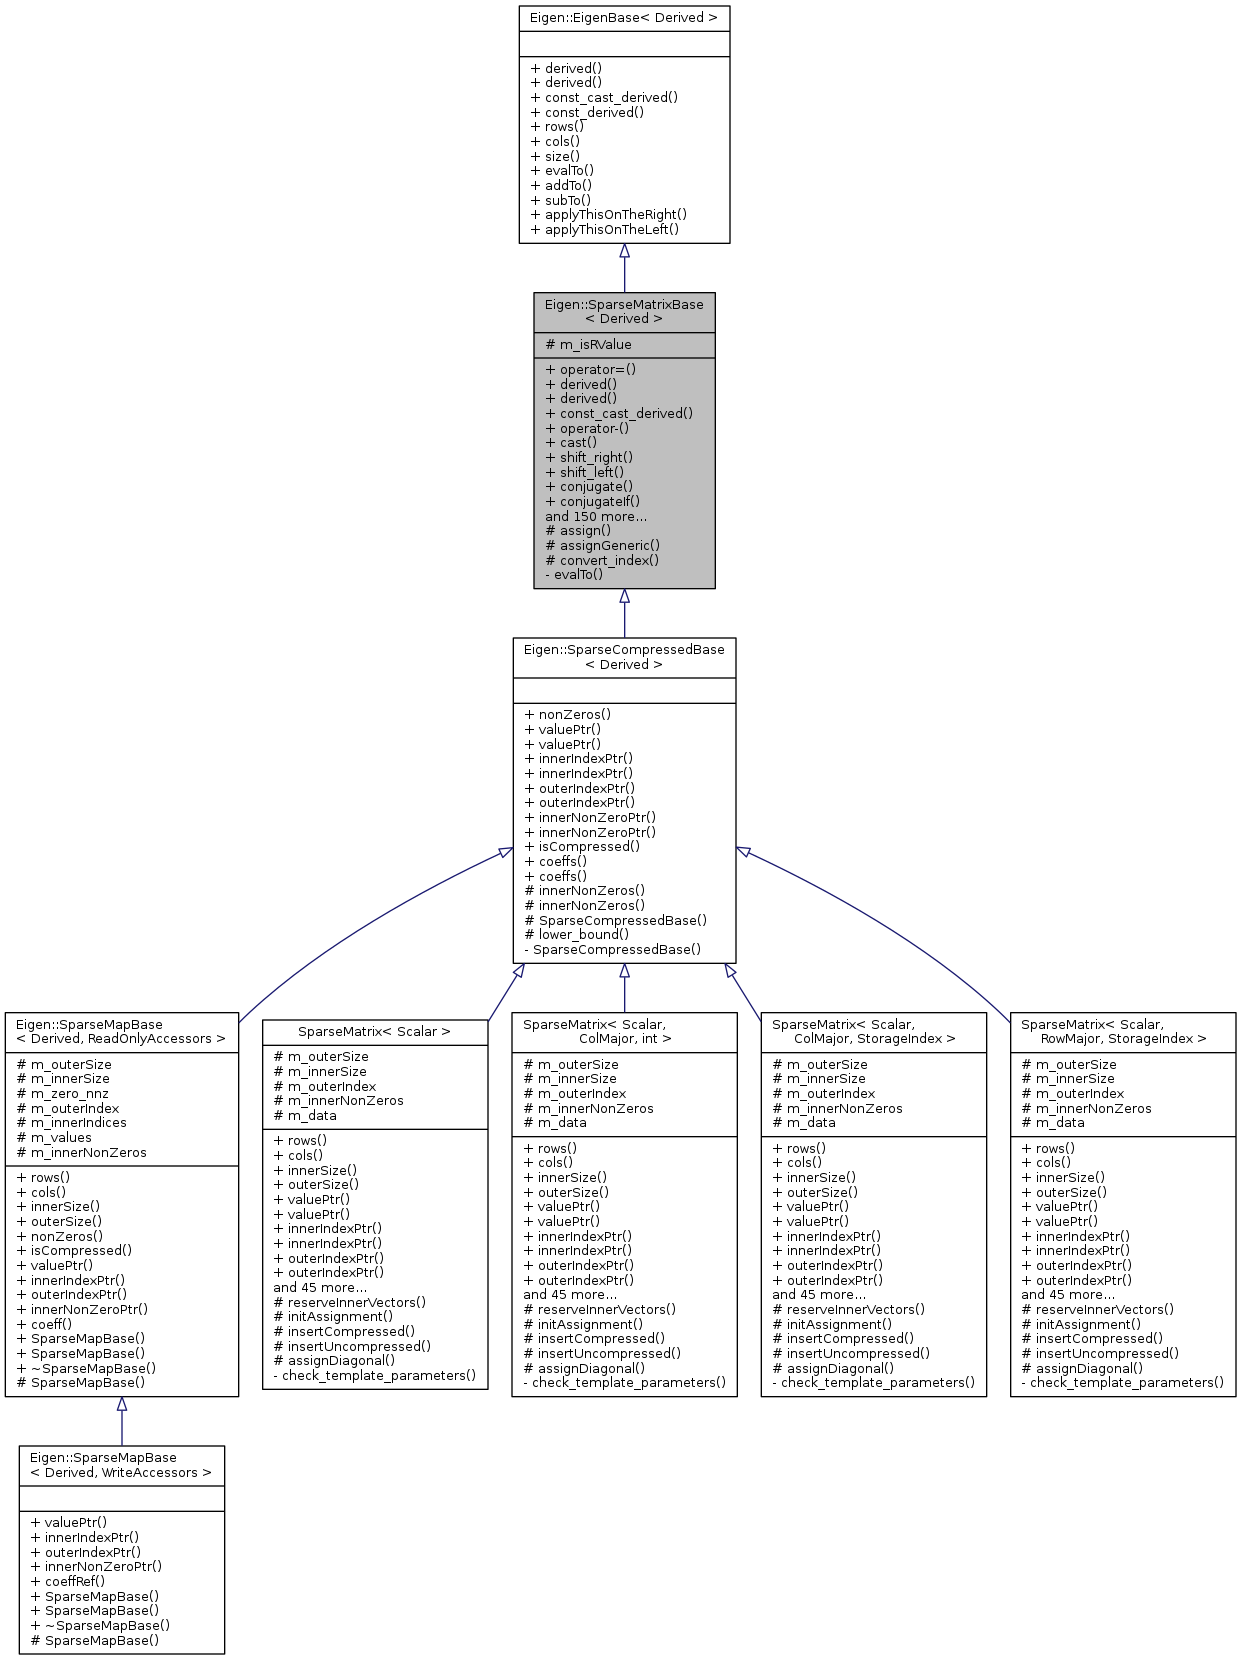 Eigen::EigenBase< Derived >
+ derived()
+ derived()
+ const_cast_derived()
+ const_derived()
+ rows()
+ cols()
+ size()
+ evalTo()
+ addTo()
+ subTo()
+ applyThisOnTheRight()
+ applyThisOnTheLeft()
Eigen::SparseMatrixBase
< Derived >
# m_isRValue
+ operator=()
+ derived()
+ derived()
+ const_cast_derived()
+ operator-()
+ cast()
+ shift_right()
+ shift_left()
+ conjugate()
+ conjugateIf()
and 150 more...
# assign()
# assignGeneric()
# convert_index()
- evalTo()
Eigen::SparseCompressedBase
< Derived >
+ nonZeros()
+ valuePtr()
+ valuePtr()
+ innerIndexPtr()
+ innerIndexPtr()
+ outerIndexPtr()
+ outerIndexPtr()
+ innerNonZeroPtr()
+ innerNonZeroPtr()
+ isCompressed()
+ coeffs()
+ coeffs()
# innerNonZeros()
# innerNonZeros()
# SparseCompressedBase()
# lower_bound()
- SparseCompressedBase()
Eigen::SparseMapBase
< Derived, ReadOnlyAccessors >
# m_outerSize
# m_innerSize
# m_zero_nnz
# m_outerIndex
# m_innerIndices
# m_values
# m_innerNonZeros
+ rows()
+ cols()
+ innerSize()
+ outerSize()
+ nonZeros()
+ isCompressed()
+ valuePtr()
+ innerIndexPtr()
+ outerIndexPtr()
+ innerNonZeroPtr()
+ coeff()
+ SparseMapBase()
+ SparseMapBase()
+ ~SparseMapBase()
# SparseMapBase()
SparseMatrix< Scalar >
# m_outerSize
# m_innerSize
# m_outerIndex
# m_innerNonZeros
# m_data
+ rows()
+ cols()
+ innerSize()
+ outerSize()
+ valuePtr()
+ valuePtr()
+ innerIndexPtr()
+ innerIndexPtr()
+ outerIndexPtr()
+ outerIndexPtr()
and 45 more...
# reserveInnerVectors()
# initAssignment()
# insertCompressed()
# insertUncompressed()
# assignDiagonal()
- check_template_parameters()
SparseMatrix< Scalar,
ColMajor, int >
# m_outerSize
# m_innerSize
# m_outerIndex
# m_innerNonZeros
# m_data
+ rows()
+ cols()
+ innerSize()
+ outerSize()
+ valuePtr()
+ valuePtr()
+ innerIndexPtr()
+ innerIndexPtr()
+ outerIndexPtr()
+ outerIndexPtr()
and 45 more...
# reserveInnerVectors()
# initAssignment()
# insertCompressed()
# insertUncompressed()
# assignDiagonal()
- check_template_parameters()
SparseMatrix< Scalar,
ColMajor, StorageIndex >
# m_outerSize
# m_innerSize
# m_outerIndex
# m_innerNonZeros
# m_data
+ rows()
+ cols()
+ innerSize()
+ outerSize()
+ valuePtr()
+ valuePtr()
+ innerIndexPtr()
+ innerIndexPtr()
+ outerIndexPtr()
+ outerIndexPtr()
and 45 more...
# reserveInnerVectors()
# initAssignment()
# insertCompressed()
# insertUncompressed()
# assignDiagonal()
- check_template_parameters()
SparseMatrix< Scalar,
RowMajor, StorageIndex >
# m_outerSize
# m_innerSize
# m_outerIndex
# m_innerNonZeros
# m_data
+ rows()
+ cols()
+ innerSize()
+ outerSize()
+ valuePtr()
+ valuePtr()
+ innerIndexPtr()
+ innerIndexPtr()
+ outerIndexPtr()
+ outerIndexPtr()
and 45 more...
# reserveInnerVectors()
# initAssignment()
# insertCompressed()
# insertUncompressed()
# assignDiagonal()
- check_template_parameters()
Eigen::SparseMapBase
< Derived, WriteAccessors >
+ valuePtr()
+ innerIndexPtr()
+ outerIndexPtr()
+ innerNonZeroPtr()
+ coeffRef()
+ SparseMapBase()
+ SparseMapBase()
+ ~SparseMapBase()
# SparseMapBase()